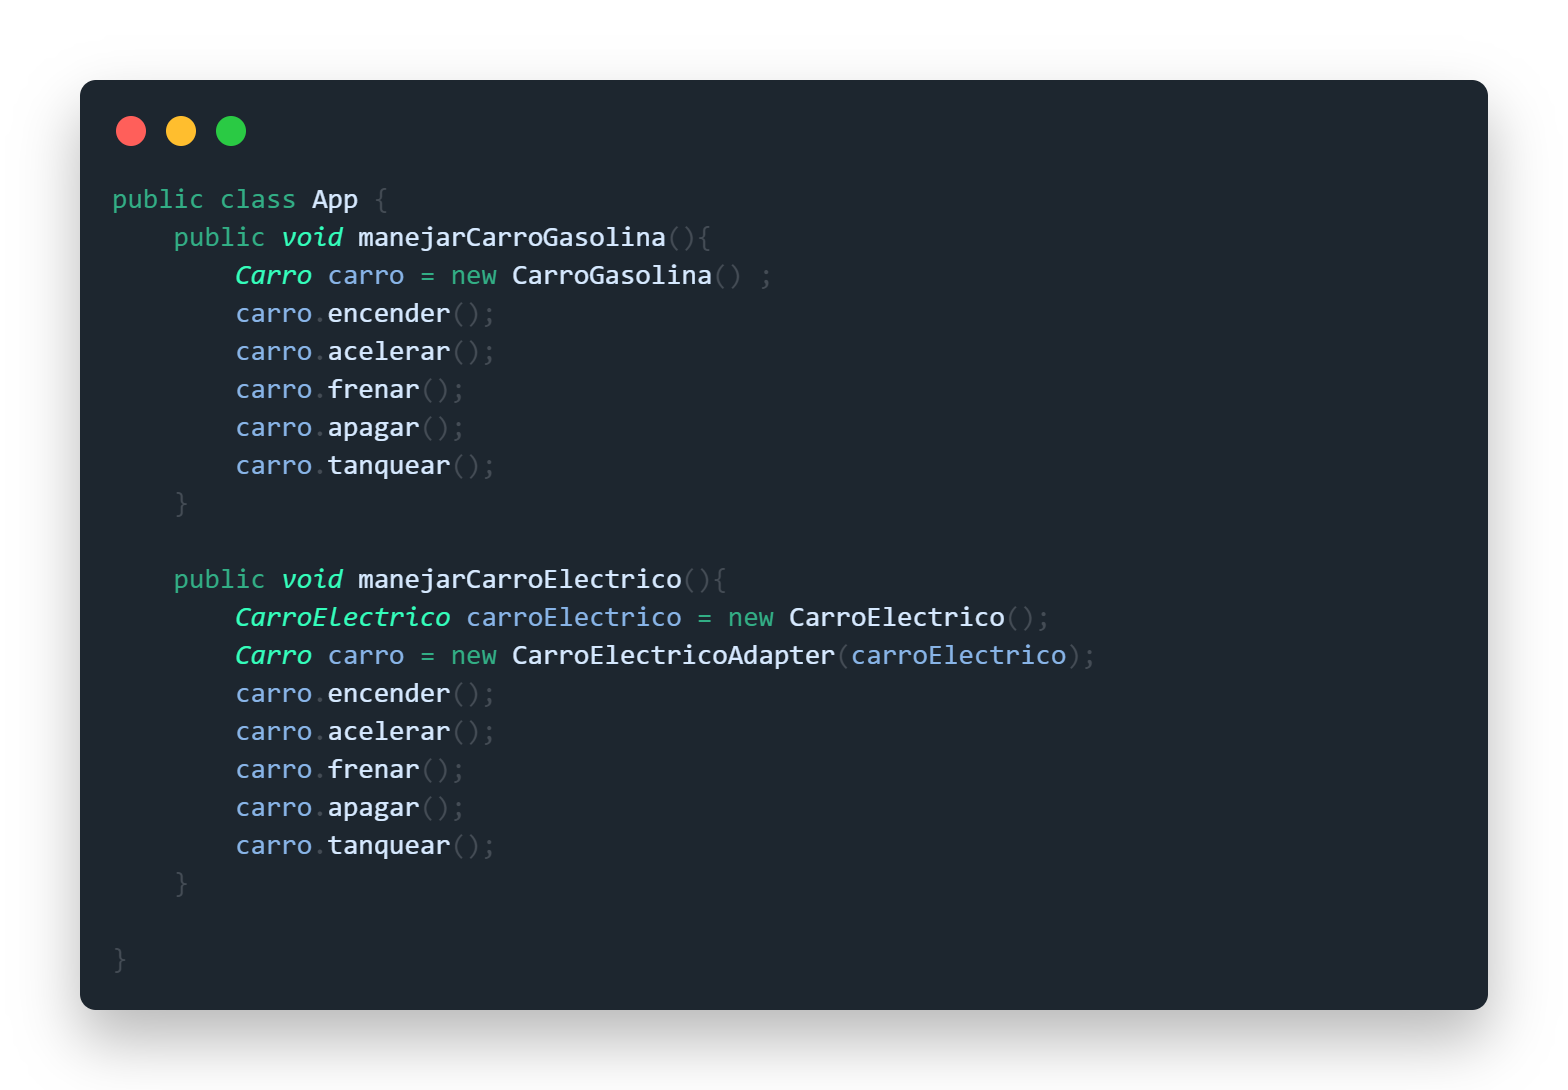 public class App {
    public void manejarCarroGasolina(){
        Carro carro = new CarroGasolina() ;
        carro.encender();
        carro.acelerar();
        carro.frenar();
        carro.apagar();
        carro.tanquear();
    }

    public void manejarCarroElectrico(){
        CarroElectrico carroElectrico = new CarroElectrico();
        Carro carro = new CarroElectricoAdapter(carroElectrico);
        carro.encender();
        carro.acelerar();
        carro.frenar();
        carro.apagar();
        carro.tanquear();
    }

}